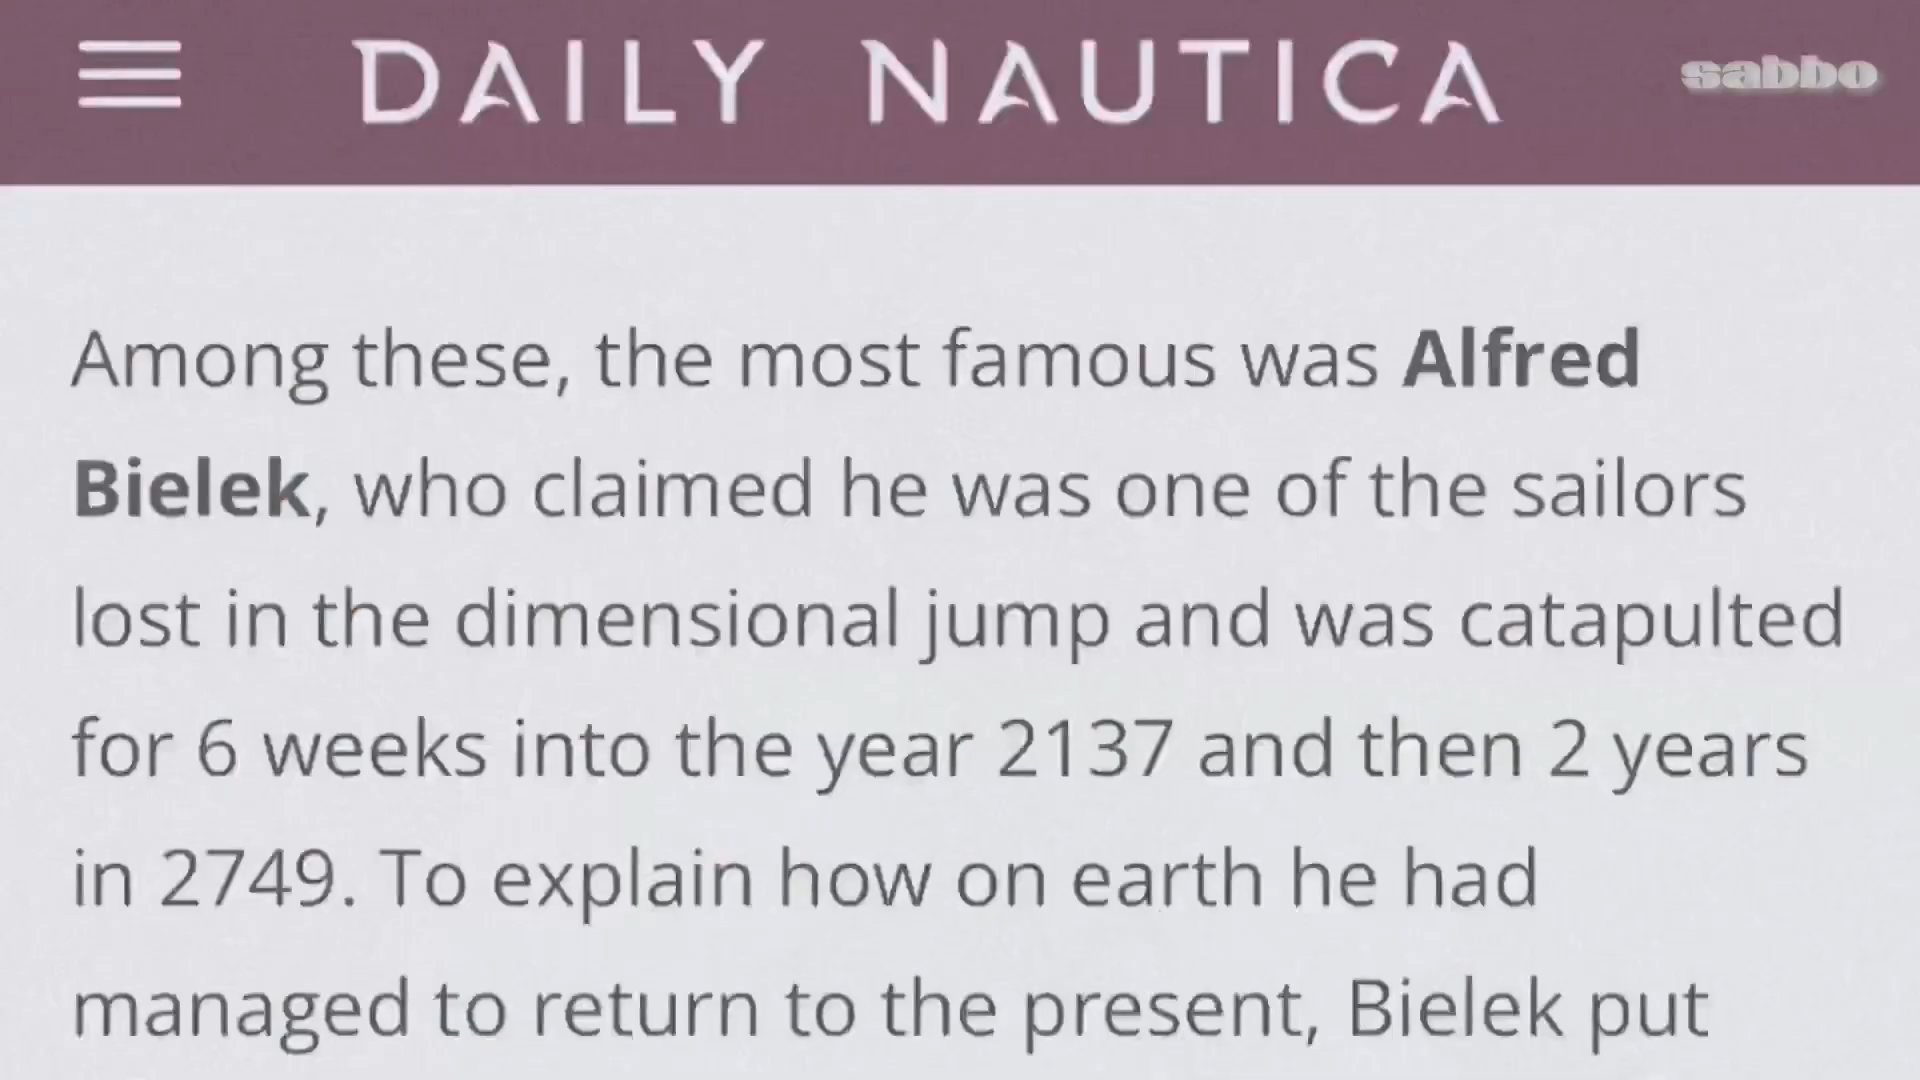 DAILY NAUTICA
sabbo
Among these, the most famous was Alfred
Bielek, who claimed he was one of the sailors
lost in the dimensional jump and was catapulted
for 6 weeks into the year 2137 and then 2 years
in 2749. To explain how on earth he had
managed to return to the present, Bielek put